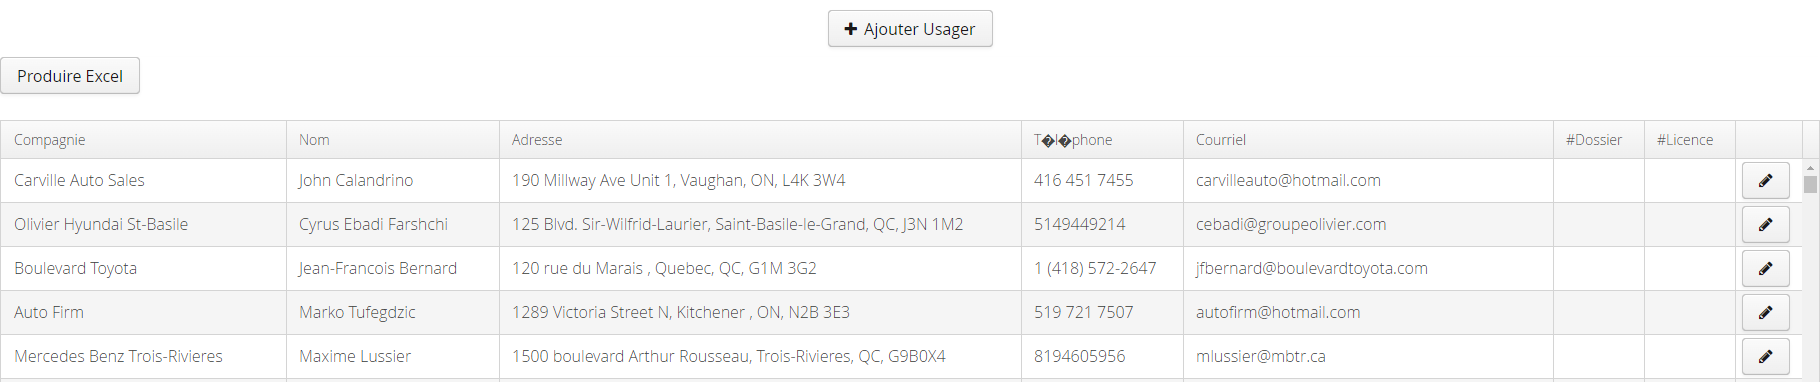 Ajouter Usager
Produire Excel
Compagnie Nom Adresse T�l�phone Courriel #Dossier #Licence
Carville Auto Sales John Calandrino 190 Millway Ave Unit 1, Vaughan, ON, L4K 3W4 416 451 7455 carvilleauto@hotmail.com
Olivier Hyundai St-Basile Cyrus Ebadi Farshchi 125 Blvd. Sir-Wilfrid-Laurier, Saint-Basile-le-Grand, QC, J3N 1M2 5149449214 cebadi@groupeolivier.com
Boulevard Toyota Jean-Francois Bernard 120 rue du Marais , Quebec, QC, G1M 3G2 1 (418) 572-2647 jfbernard@boulevardtoyota.com
Auto Firm Marko Tufegdzic 1289 Victoria Street N, Kitchener , ON, N2B 3E3 519 721 7507 autofirm@hotmail.com
Mercedes Benz Trois-Rivieres Maxime Lussier 1500 boulevard Arthur Rousseau, Trois-Rivieres, QC, G9B0X4 8194605956 mlussier@mbtr.ca